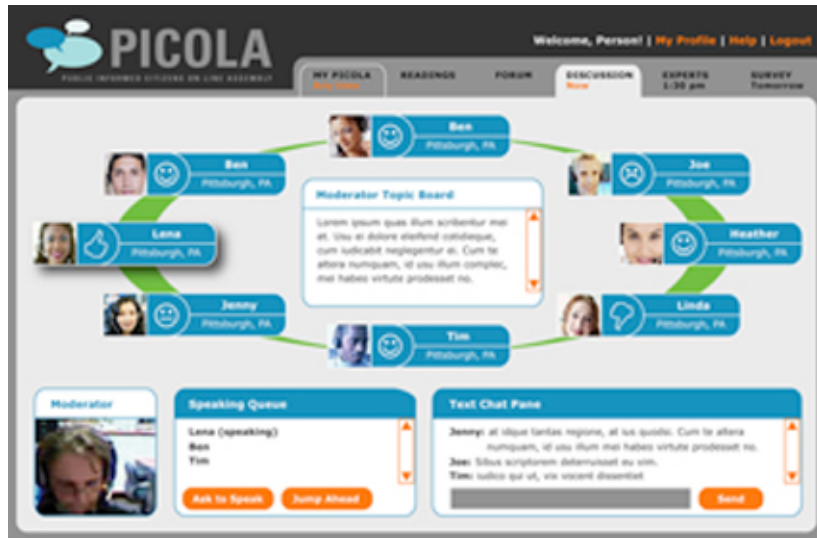 PICOLA
PUBLIC INFORMED CITIZENS ON LINE ASSEMBLY
Welcome, Person! | My Profile | Help | Logout
MY PICOLA READINGS FORUM DISCUSSION EXPERTS SURVEY
Now 1:30 pm Tomorrow
Ben
Pittsburgh, PA
Ben
Pittsburgh, PA
Joe
Pittsburgh, PA
Lena
Pittsburgh, PA
Heather
Pittsburgh, PA
Jenny
Pittsburgh, PA
Linda
Pittsburgh, PA
Tim
Pittsburgh, PA
Moderator Topic Board
Lorem ipsum quas illum scribentur mei
et. Usu ei dolore eleifend cotidieque,
cum iudicabit neglegentur ei. Cum te
altera numquam, id usu illum complec,
mei habes virtute prodesset no.
Moderator
Speaking Queue
Lena (speaking)
Ben
Tim
Ask to Speak Jump Ahead
Text Chat Pane
Jenny: at idque tantas regione, at ius quodsi. Cum te altera
numquam, id usu illum mei habes virtute prodesset no.
Joe: Sibus scriptorem deterruisset eu vim.
Tim: iudico qui ut, vix vocent dissentiet
Send